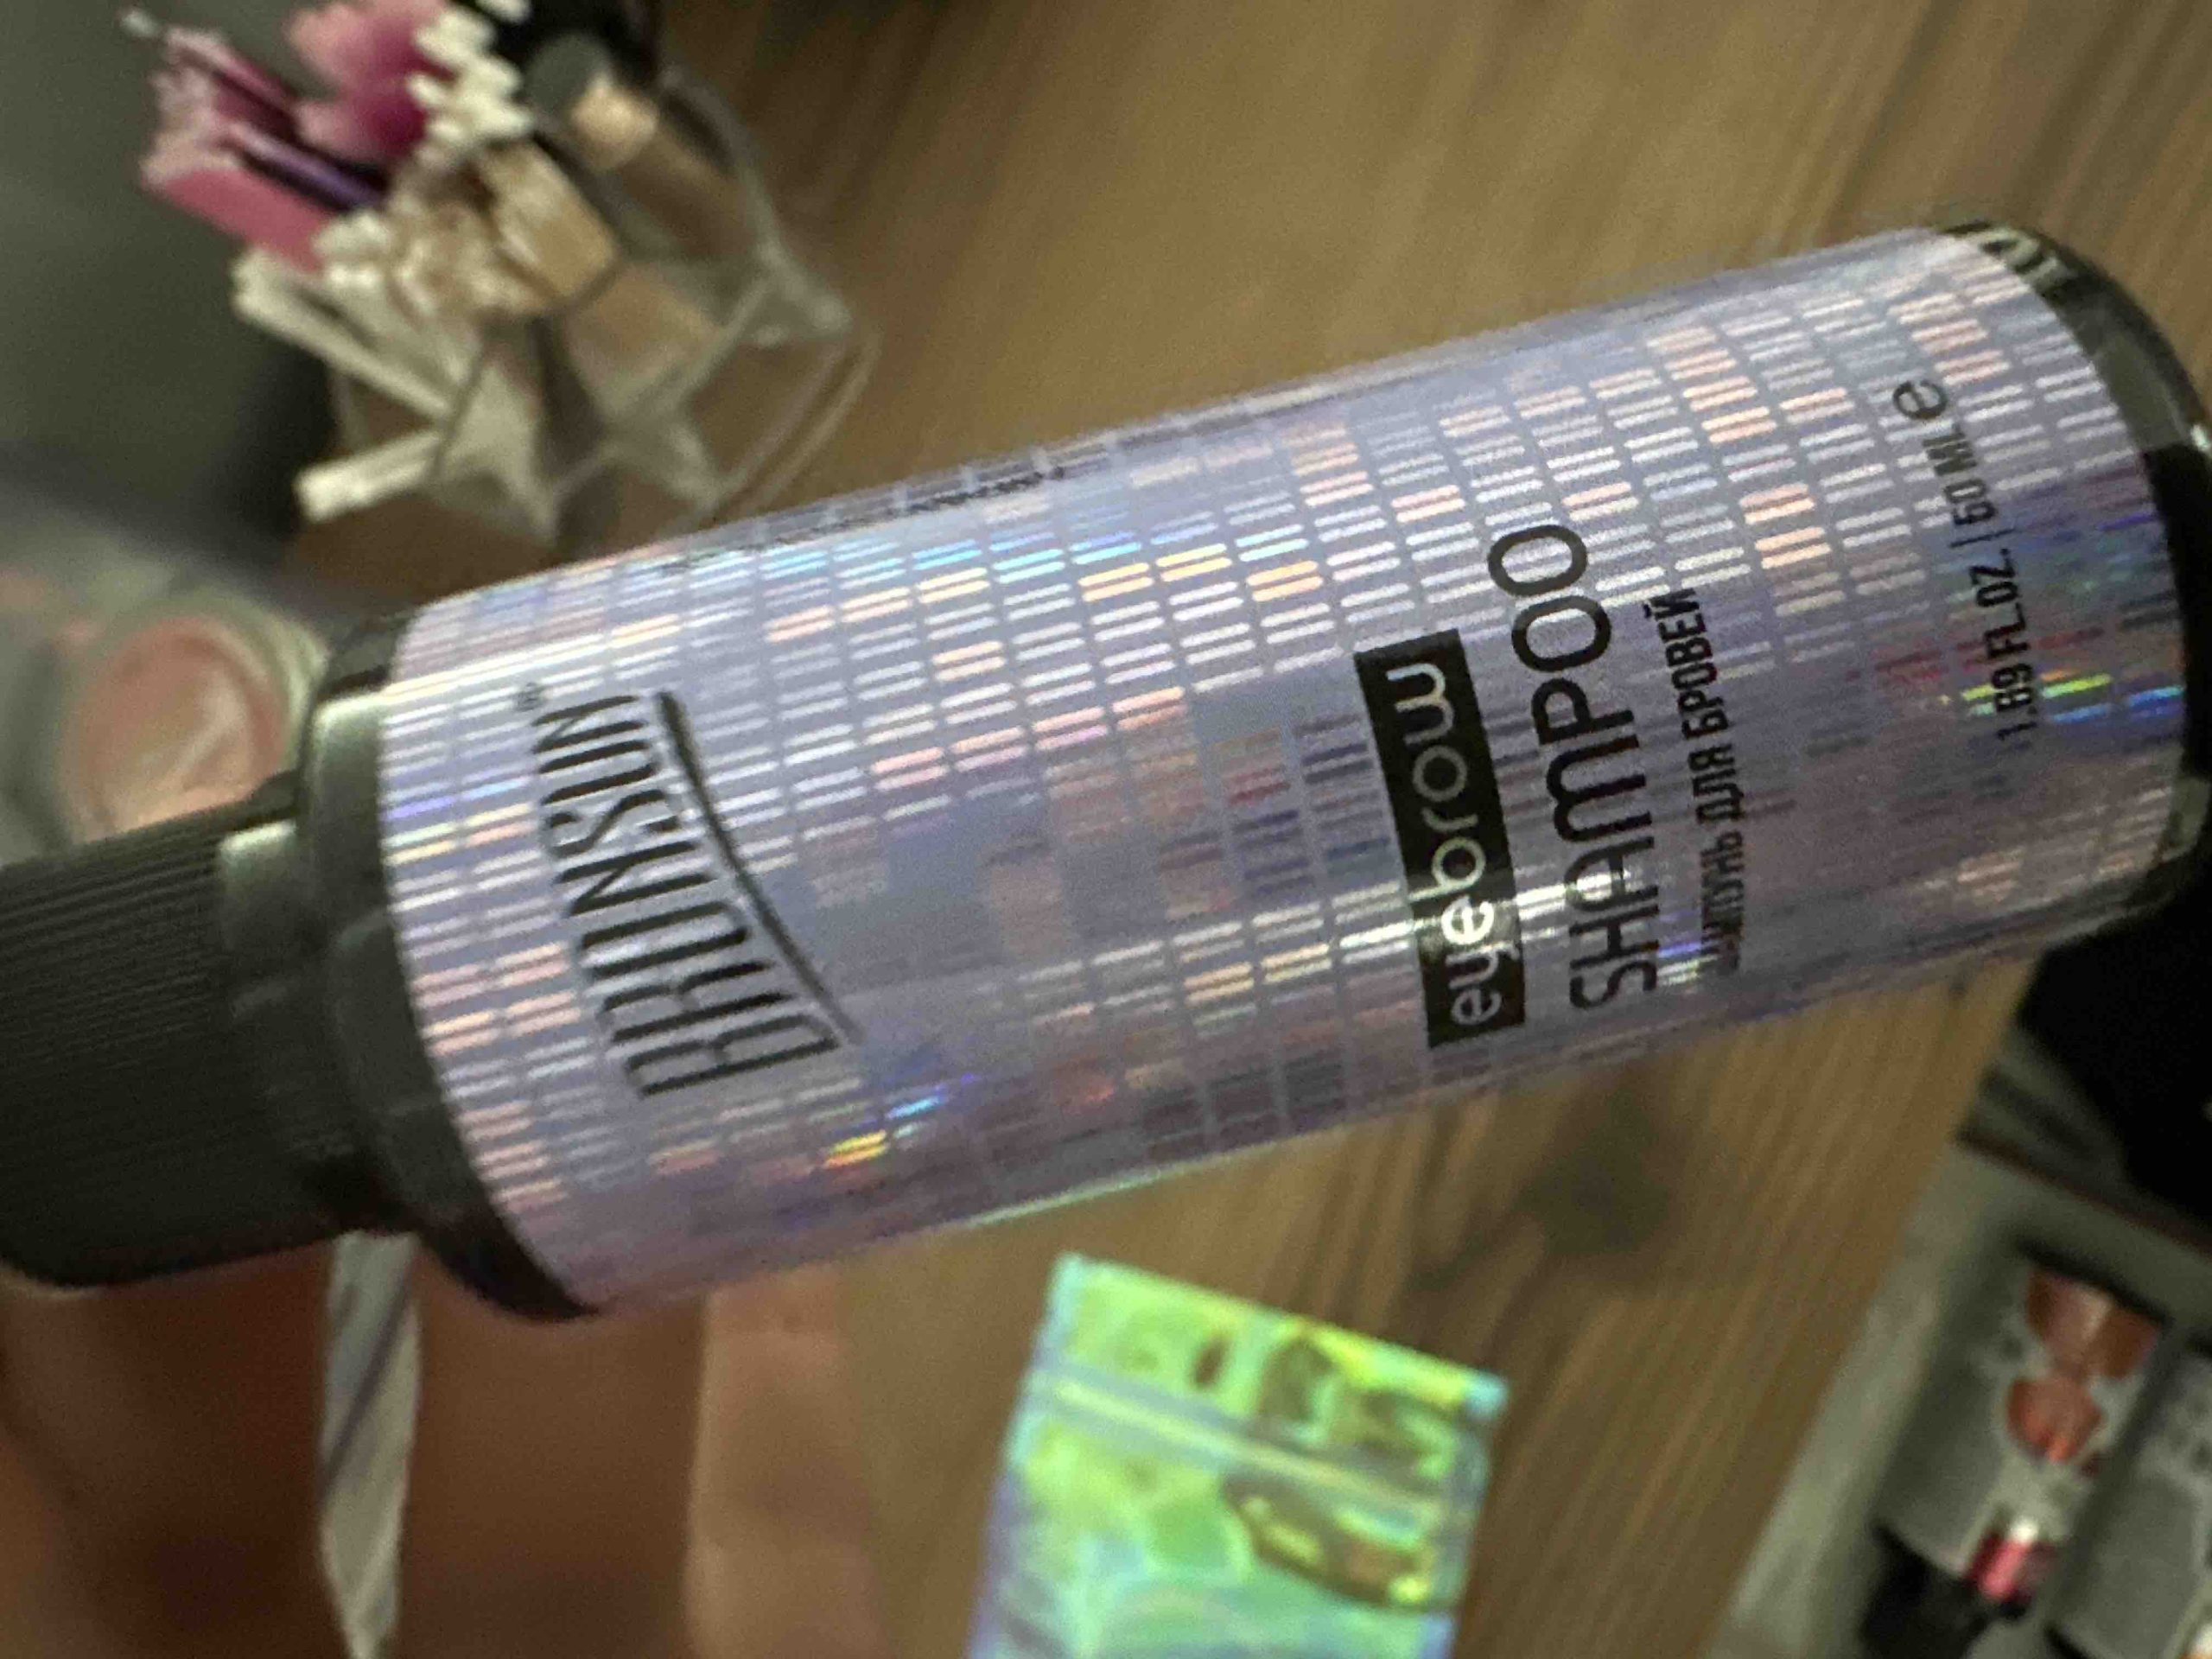 BRONSUN
eyebrow
SHAMPOO
ШАМПУНЬ ДЛЯ БРОВЕЙ
1.69 FL.OZ. | 50 ML e